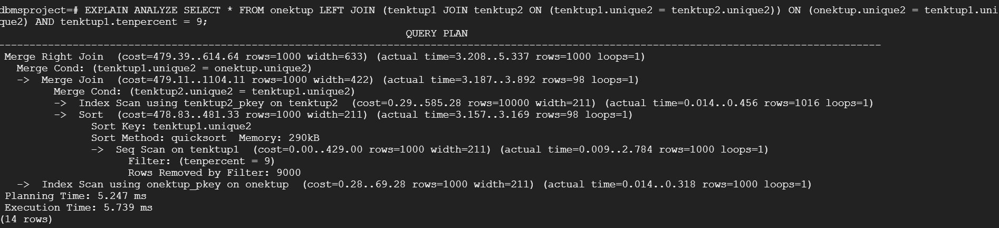 dbmsproject=# EXPLAIN ANALYZE SELECT * FROM onektup LEFT JOIN (tenktup1 JOIN tenktup2 ON (tenktup1.unique2 = tenktup2.unique2)) ON (onektup.unique2 = tenktup1.uni
que2) AND tenktup1.tenpercent = 9;
QUERY PLAN
-----------------------------------------------------------------------------------------------------------------------------------------------
Merge Right Join  (cost=479.39..614.64 rows=1000 width=633) (actual time=3.208..5.337 rows=1000 loops=1)
  Merge Cond: (tenktup1.unique2 = onektup.unique2)
  ->  Merge Join  (cost=479.11..1104.11 rows=1000 width=422) (actual time=3.187..3.892 rows=98 loops=1)
        Merge Cond: (tenktup2.unique2 = tenktup1.unique2)
        ->  Index Scan using tenktup2_pkey on tenktup2  (cost=0.29..585.28 rows=10000 width=211) (actual time=0.014..0.456 rows=1016 loops=1)
        ->  Sort  (cost=478.83..481.33 rows=1000 width=211) (actual time=3.157..3.169 rows=98 loops=1)
              Sort Key: tenktup1.unique2
              Sort Method: quicksort  Memory: 290kB
              ->  Seq Scan on tenktup1  (cost=0.00..429.00 rows=1000 width=211) (actual time=0.009..2.784 rows=1000 loops=1)
                    Filter: (tenpercent = 9)
                    Rows Removed by Filter: 9000
  ->  Index Scan using onektup_pkey on onektup  (cost=0.28..69.28 rows=1000 width=211) (actual time=0.014..0.318 rows=1000 loops=1)
Planning Time: 5.247 ms
Execution Time: 5.739 ms
(14 rows)